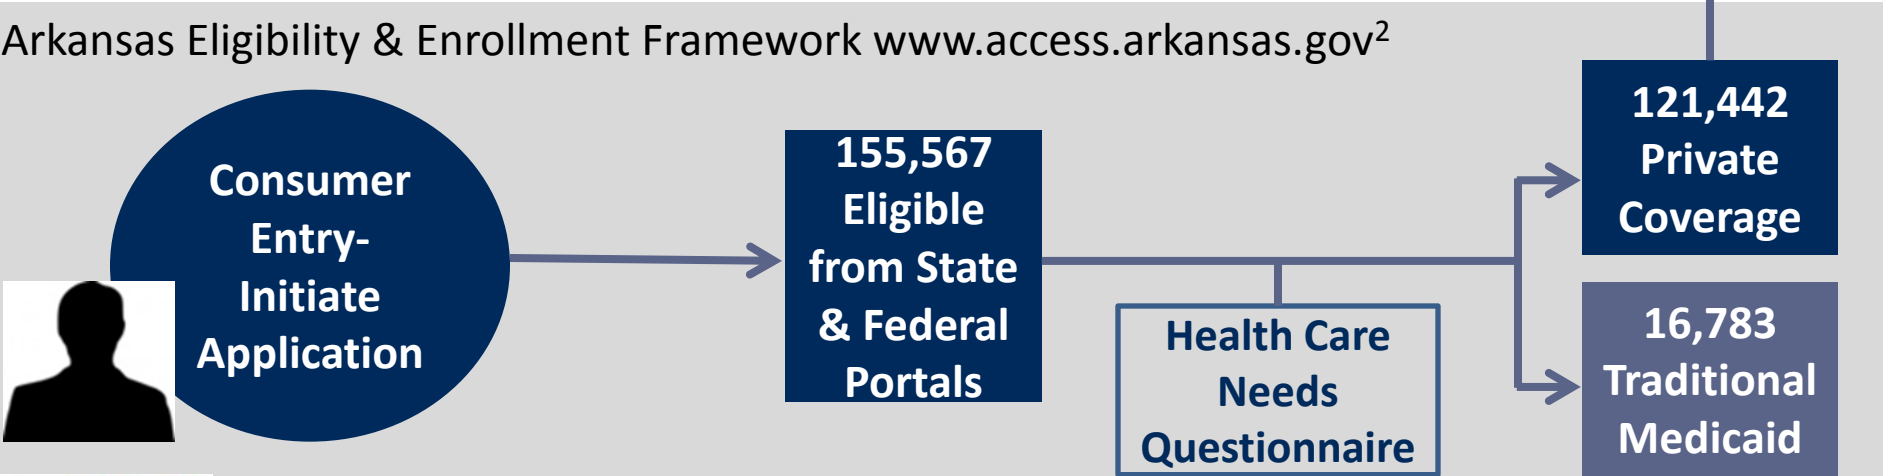 Arkansas Eligibility & Enrollment Framework www.access.arkansas.gov²
Consumer
Entry-
Initiate
Application
155,567
Eligible
from State
& Federal
Portals
Health Care
Needs
Questionnaire
121,442
Private
Coverage
16,783
Traditional
Medicaid